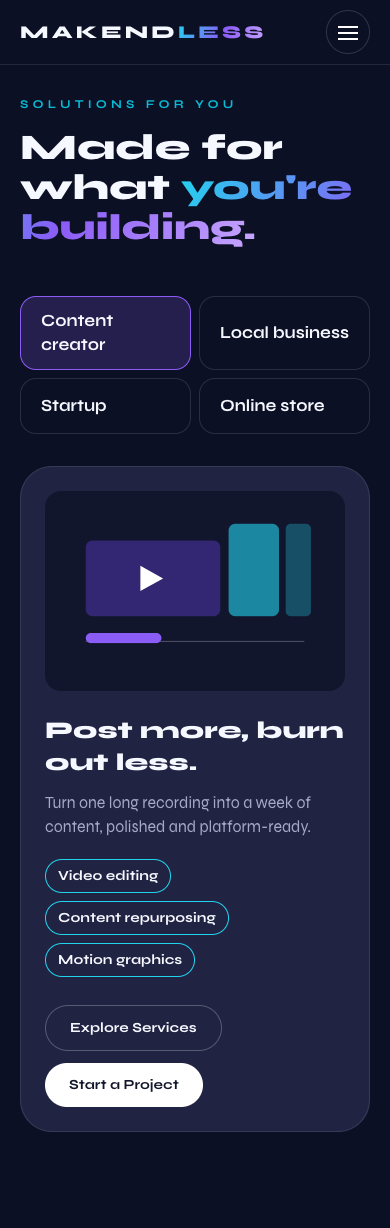 MAKENDLESS
SOLUTIONS FOR YOU
Made for
what you're
building.
Content
creator
Local business
Startup
Online store
Post more, burn
out less.
Turn one long recording into a week of
content, polished and platform-ready.
Video editing
Content repurposing
Motion graphics
Explore Services
Start a Project